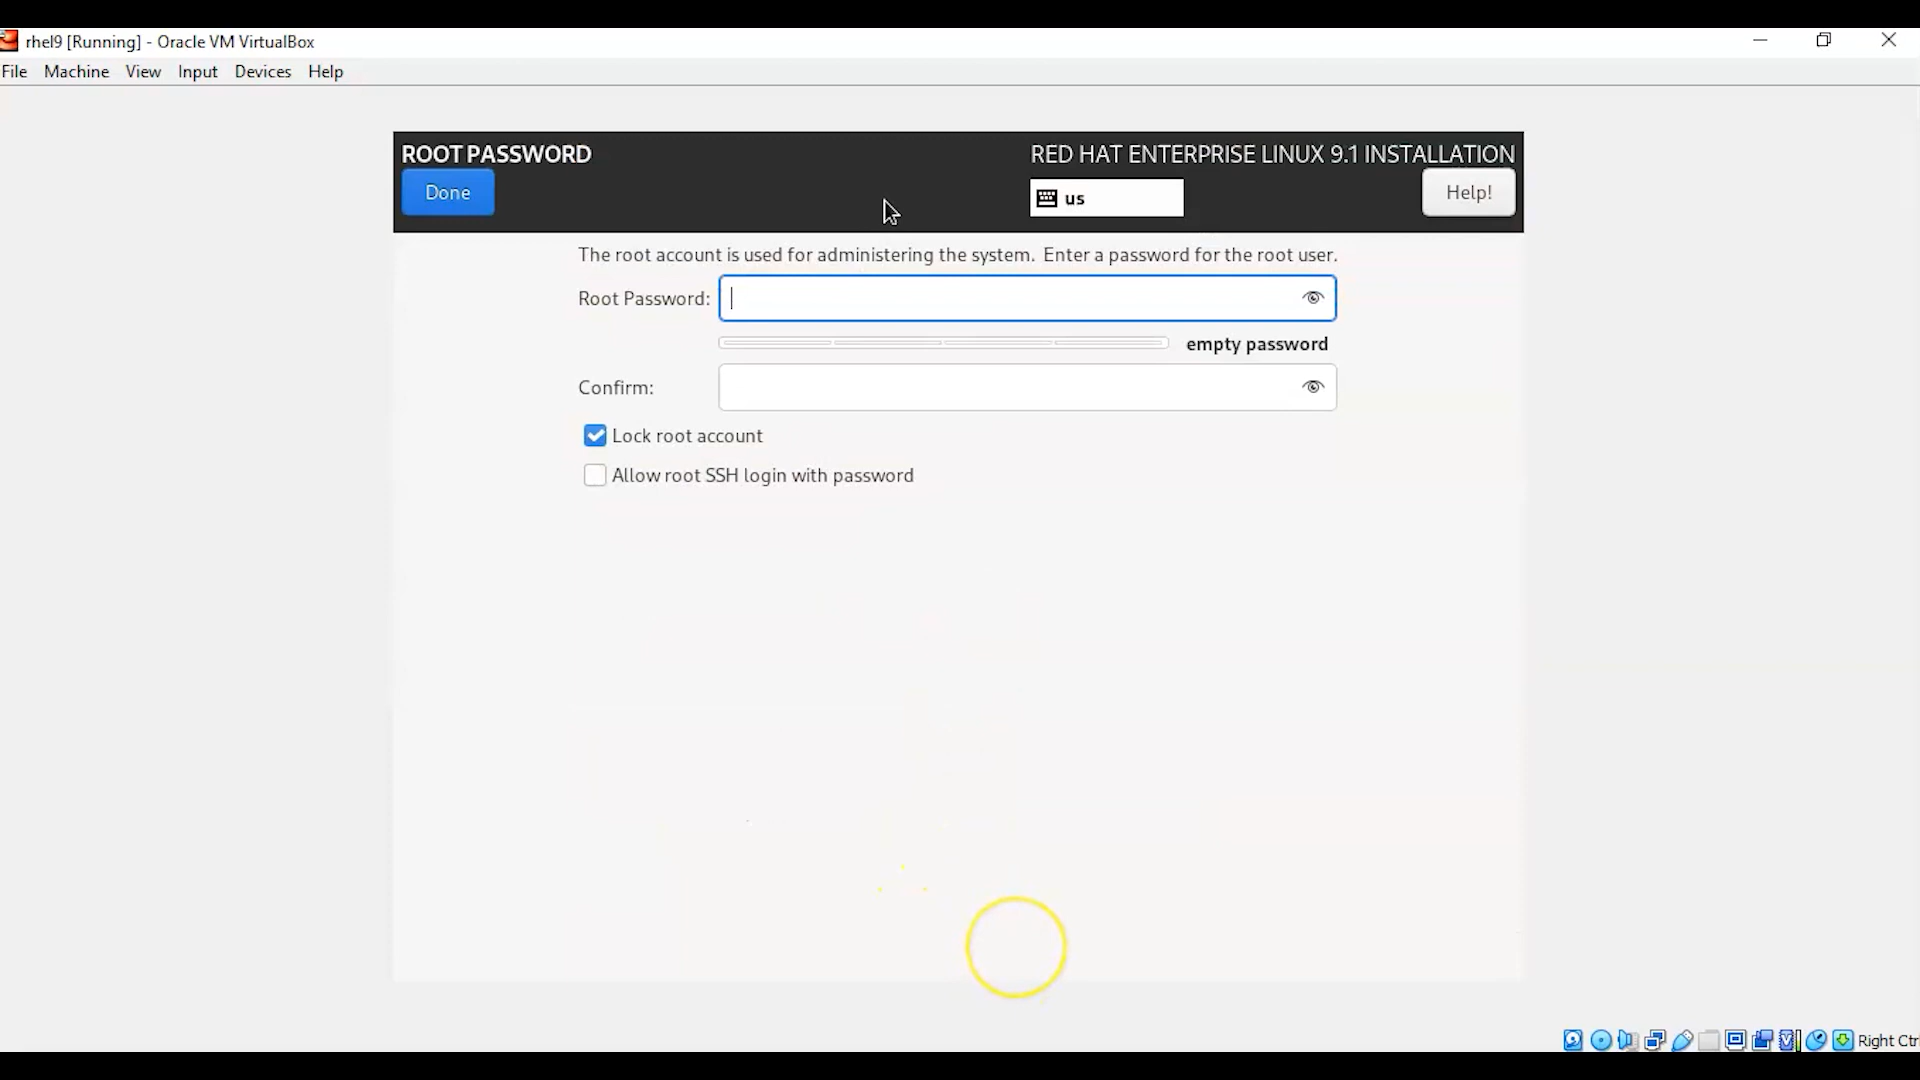 rhel9 [Running] - Oracle VM VirtualBox
File Machine View Input Devices Help
ROOT PASSWORD
RED HAT ENTERPRISE LINUX 9.1 INSTALLATION
Done
us
Help!
The root account is used for administering the system. Enter a password for the root user.
Root Password:
empty password
Confirm:
Lock root account
Allow root SSH login with password
Right Ctr